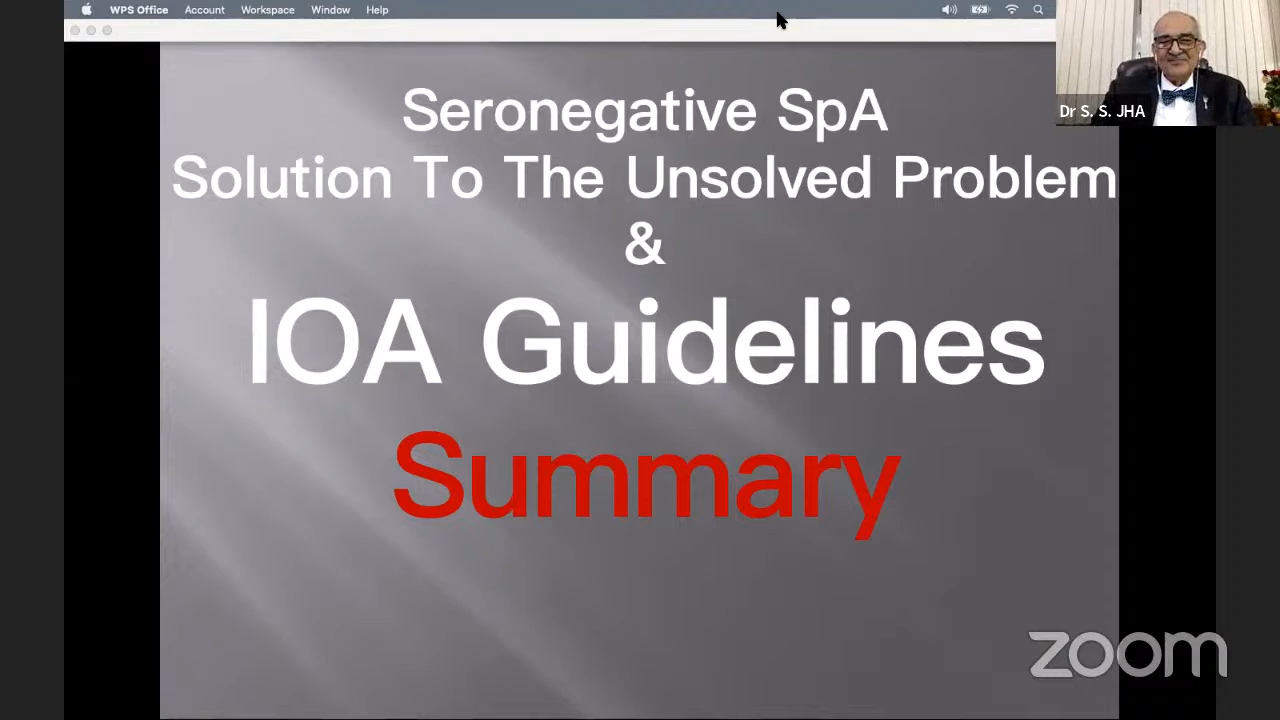 WPS Office Account Workspace Window Help
Dr S. S. JHA
Seronegative SpA
Solution To The Unsolved Problem
&
IOA Guidelines
Summary
zoom